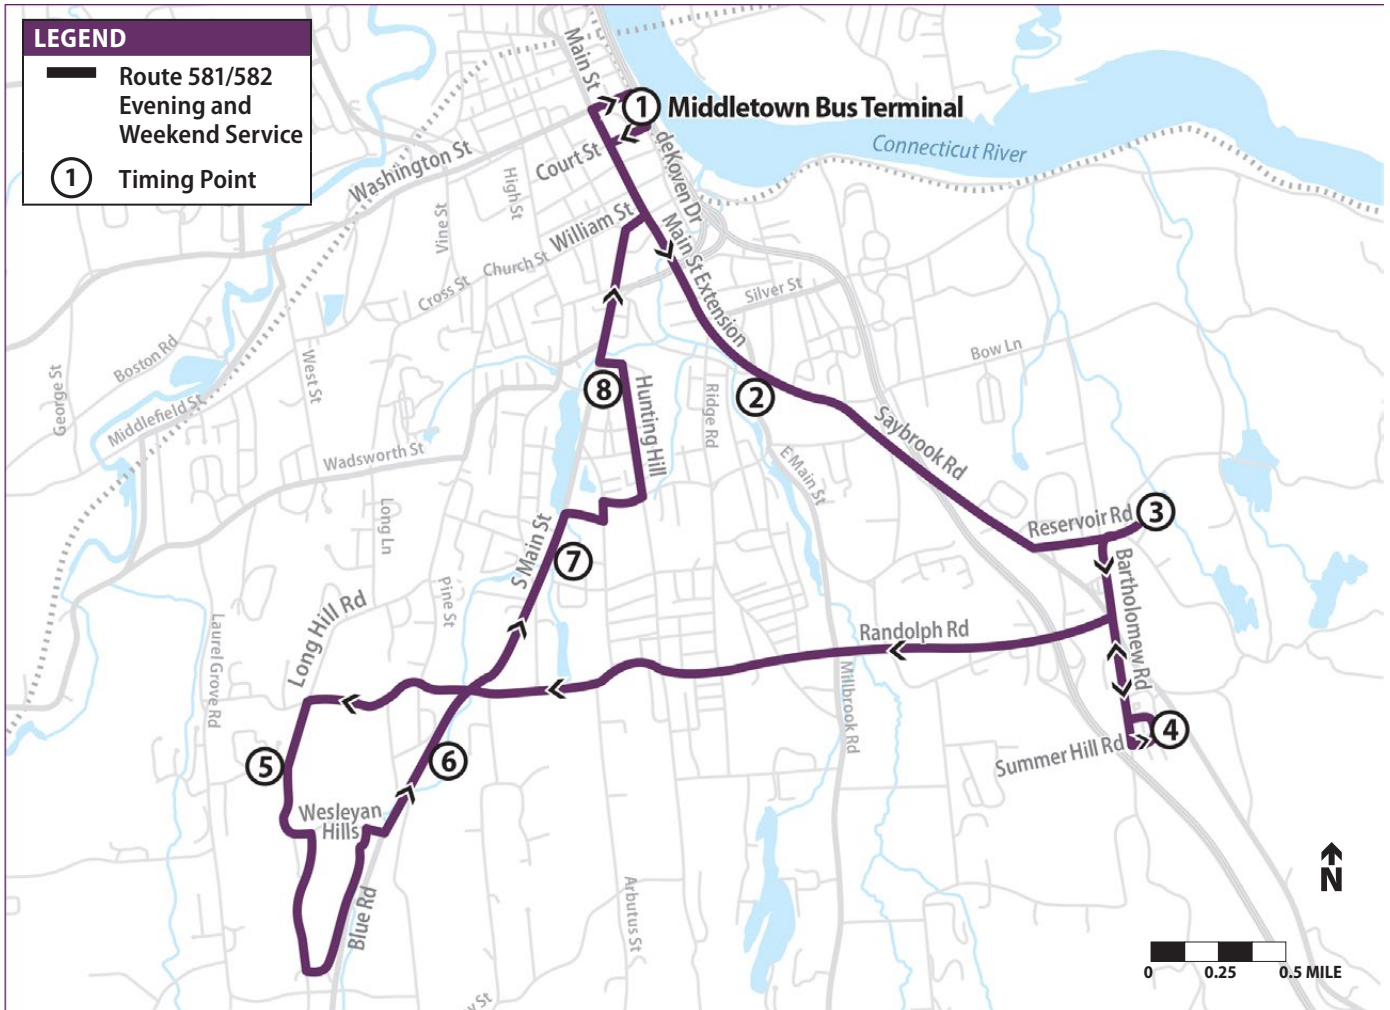 LEGEND
Route 581/582
Evening and
Weekend Service
1 Timing Point
Main St
1 Middletown Bus Terminal
Connecticut River
Washington St
Court St
deKoven Dr
High St
Vine St
William St
Main St Extension
Church St
Cross St
Silver St
Boston Rd
George St
West St
Middlefield St
Bow Ln
8
Hunting Hill
Ridge Rd
2
Saybrook Rd
Wadsworth St
E Main St
Long Ln
Reservoir Rd
3
S Main St
7
Bartholomew Rd
Pine St
Long Hill Rd
Laurel Grove Rd
Randolph Rd
Millbrook Rd
4
Summer Hill Rd
5
6
Wesleyan
Hills
Blue Rd
Arbutus St
N
0 0.25 0.5 MILE
St